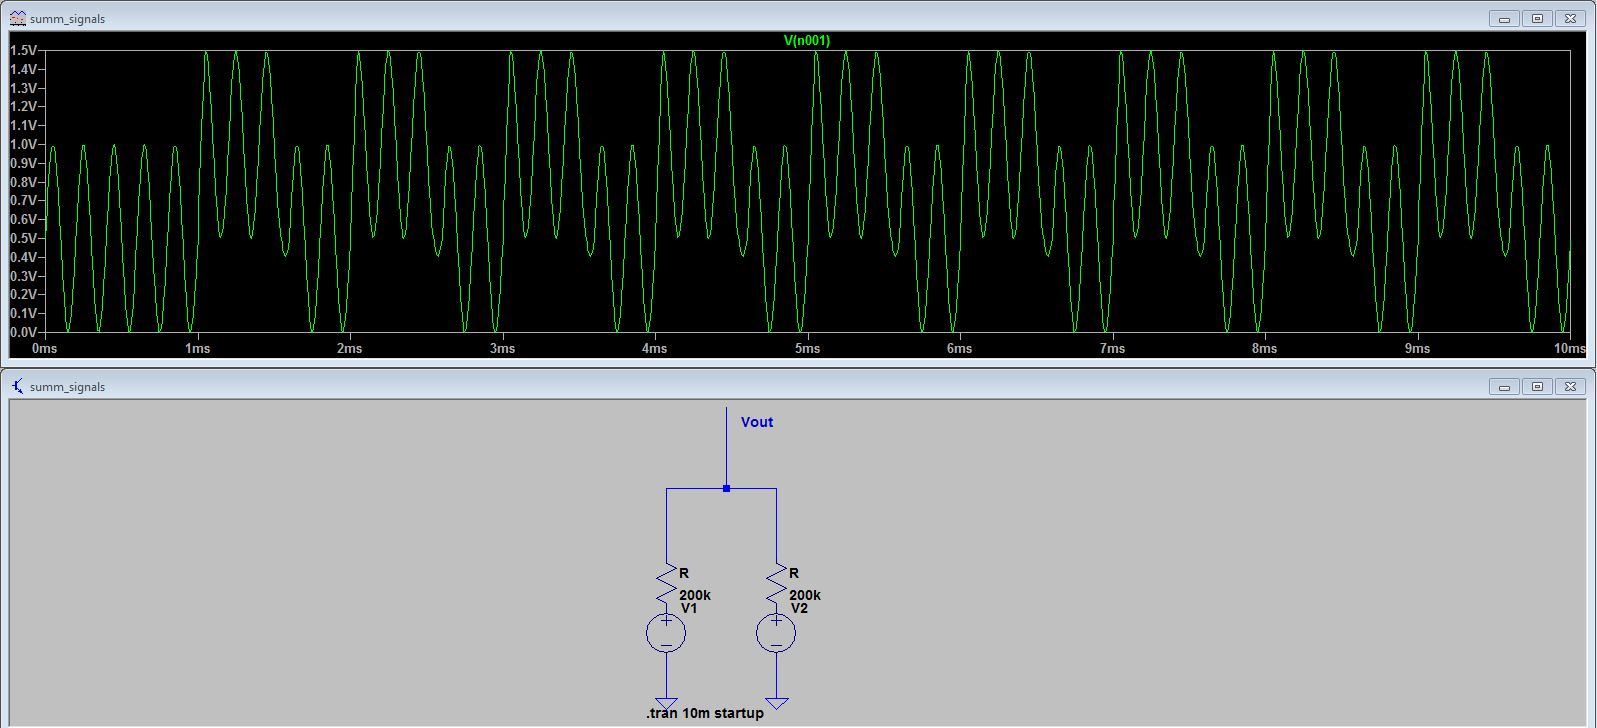 summ_signals
V(n001)
1.5V
1.4V
1.3V
1.2V
1.1V
1.0V
0.9V
0.8V
0.7V
0.6V
0.5V
0.4V
0.3V
0.2V
0.1V
0.0V
0ms 1ms 2ms 3ms 4ms 5ms 6ms 7ms 8ms 9ms 10ms
summ_signals
Vout
R R
200k 200k
V1 V2
.tran 10m startup